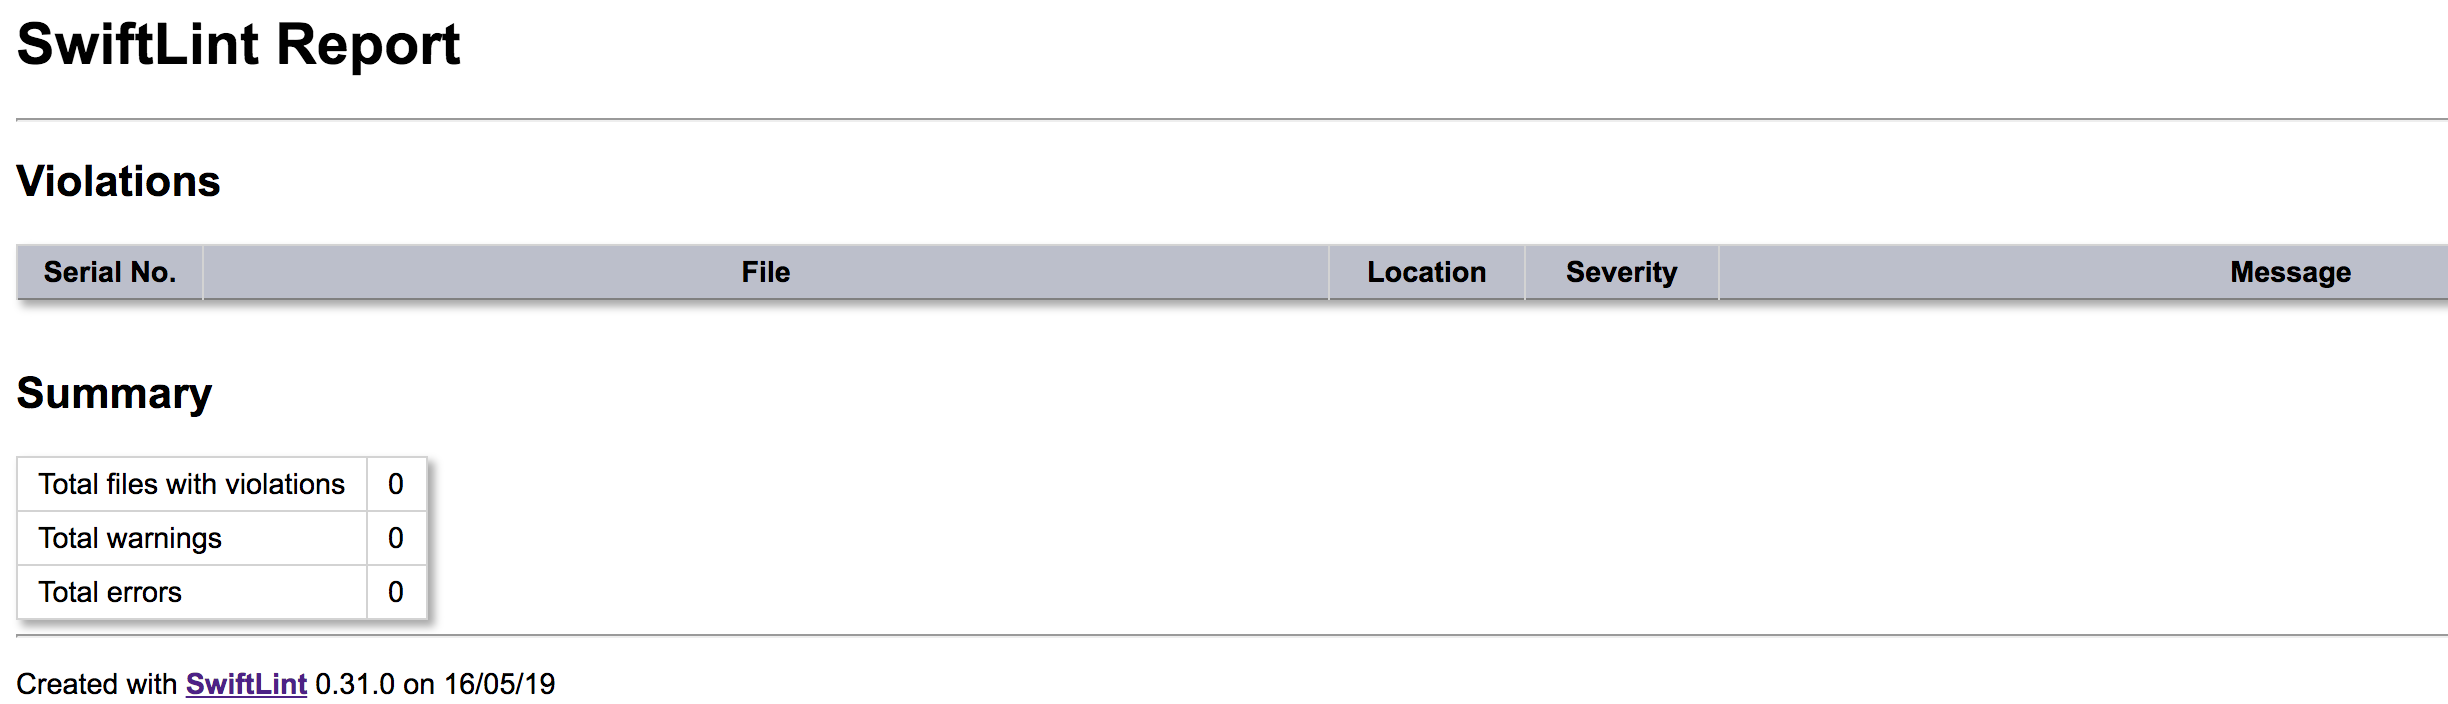 SwiftLint Report
Violations
Serial No. File Location Severity Message
Summary
Total files with violations 0
Total warnings 0
Total errors 0
Created with SwiftLint 0.31.0 on 16/05/19